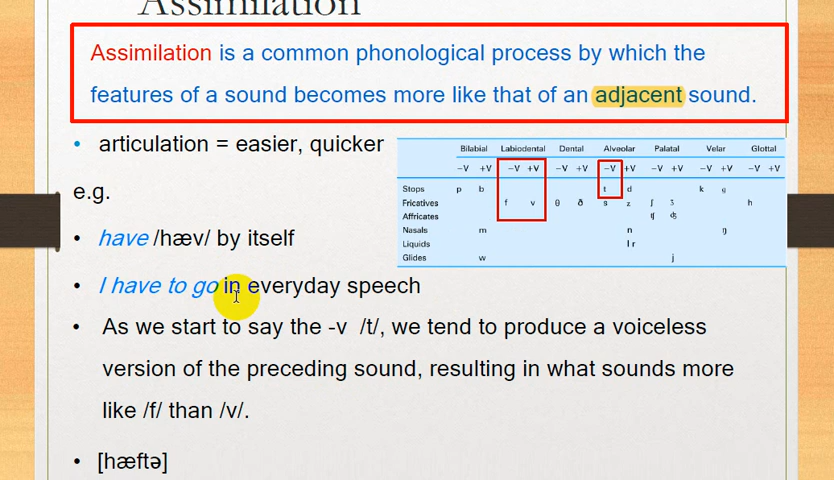 Assimilation
Assimilation is a common phonological process by which the
features of a sound becomes more like that of an adjacent sound.
• articulation = easier, quicker
e.g.
• have /hæv/ by itself
• I have to go in everyday speech
• As we start to say the -v /t/, we tend to produce a voiceless
version of the preceding sound, resulting in what sounds more
like /f/ than /v/.
• [hæftə]
Bilabial Labiodental Dental Alveolar Palatal Velar Glottal
−V +V −V +V −V +V −V +V −V +V −V +V −V +V
Stops p b t d k g
Fricatives f v θ ð s z ʃ ʒ h
Affricates ʧ ʤ
Nasals m n ŋ
Liquids l r
Glides w j